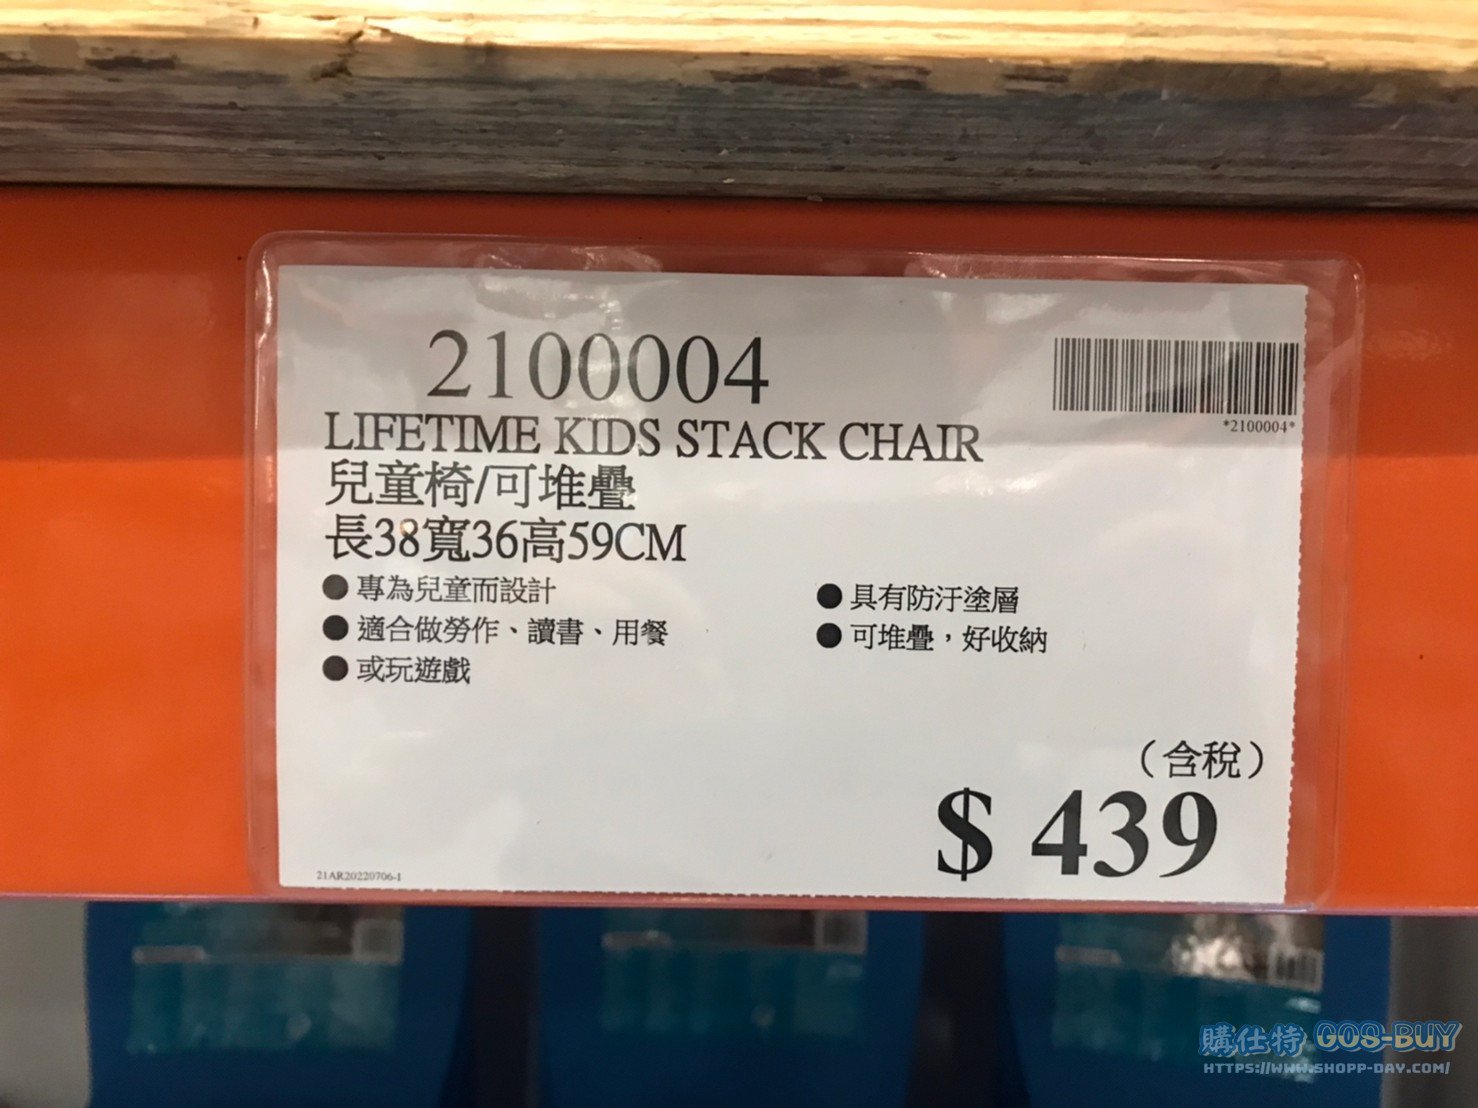 2100004
*2100004*
LIFETIME KIDS STACK CHAIR
兒童椅/可堆疊
長38寬36高59CM
● 專為兒童而設計
● 適合做勞作、讀書、用餐
● 或玩遊戲
● 具有防汙塗層
● 可堆疊，好收納
（含稅）
$ 439
21AR20220706-1
購仕特 GOS-BUY
HTTPS://WWW.SHOPP-DAY.COM/